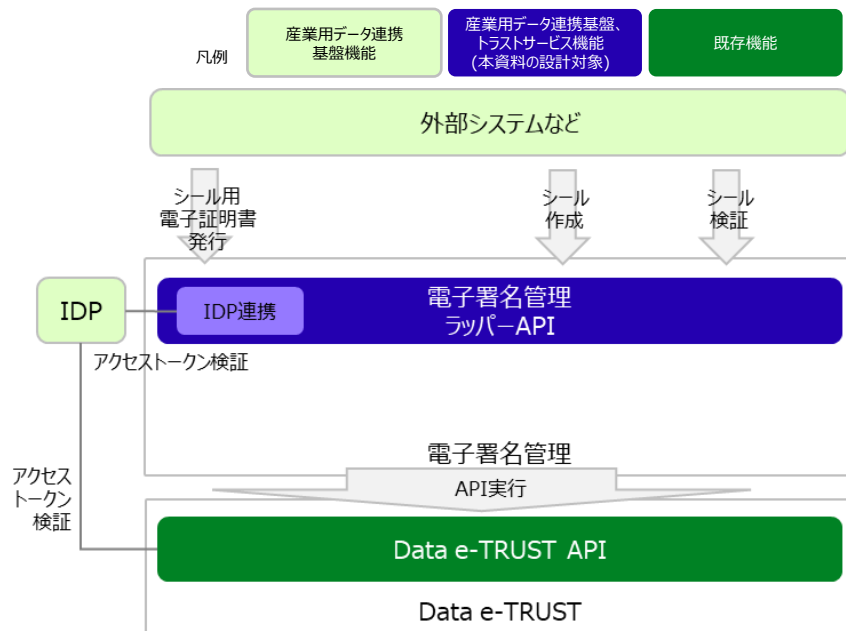 凡例
産業用データ連携
基盤機能
産業用データ連携基盤、
トラストサービス機能
(本資料の設計対象)
既存機能
外部システムなど
シール用
電子証明書
発行
シール
作成
シール
検証
IDP
IDP連携
電子署名管理
ラッパーAPI
アクセストークン検証
電子署名管理
アクセス
トークン
検証
API実行
Data e-TRUST API
Data e-TRUST